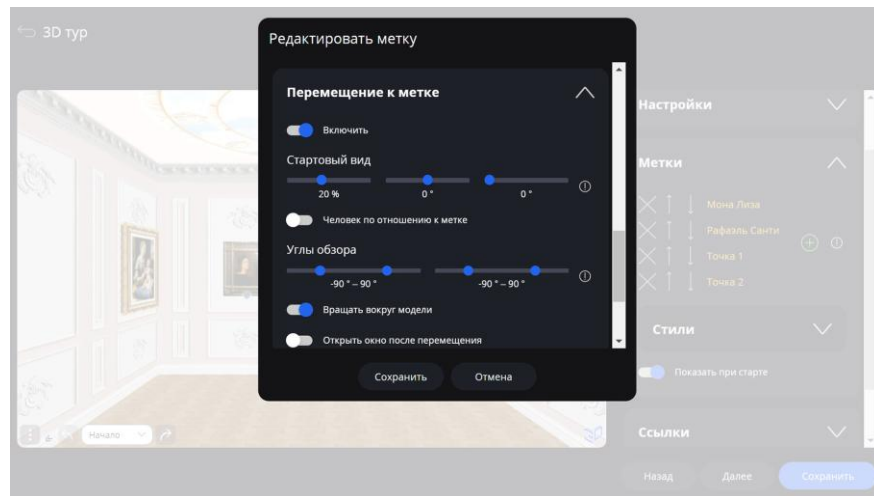 3D тур
Редактировать метку
Перемещение к метке
Включить
Стартовый вид
20 %
0 °
0 °
Человек по отношению к метке
Углы обзора
-90 ° – 90 °
-90 ° – 90 °
Вращать вокруг модели
Открыть окно после перемещения
Сохранить
Отмена
Начало
Настройки
Метки
Мона Лиза
Рафаэль Санти
Точка 1
Точка 2
Стили
Показать при старте
Ссылки
Назад
Далее
Сохранить